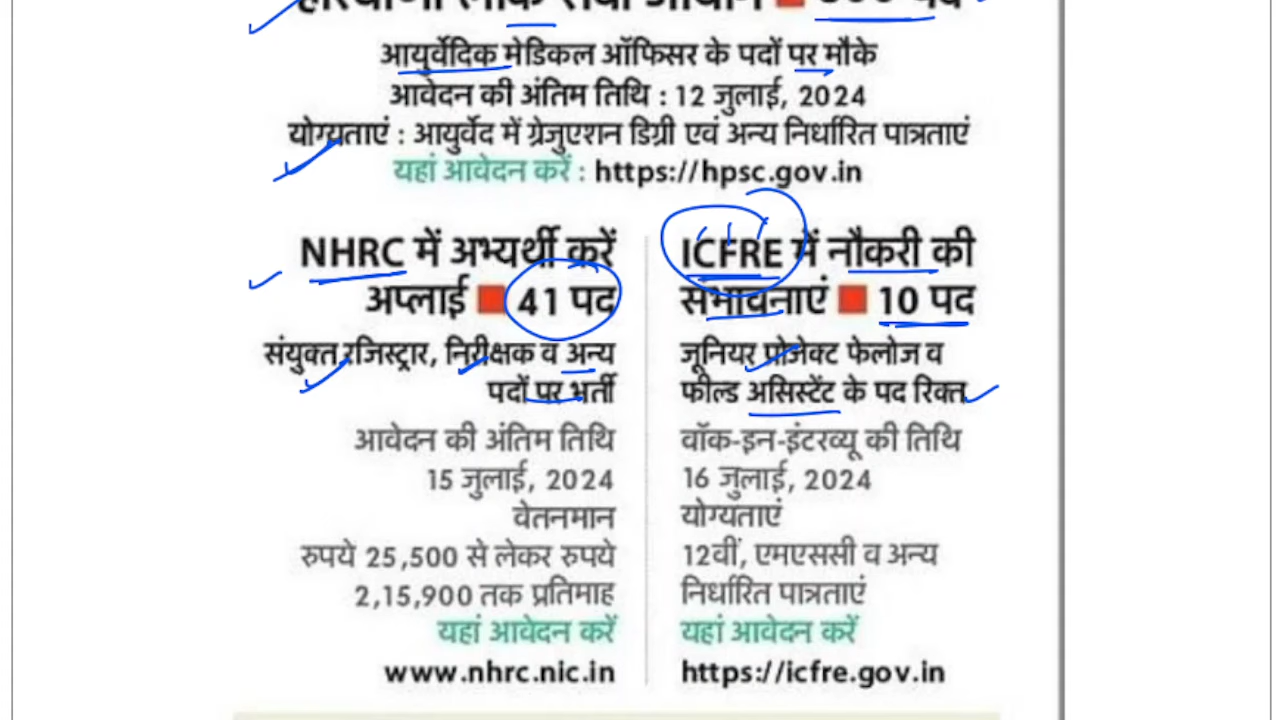 हरियाणा लोक सेवा आयोग
आयुर्वेदिक मेडिकल ऑफिसर के पदों पर मौके
आवेदन की अंतिम तिथि : 12 जुलाई, 2024
योग्यताएं : आयुर्वेद में ग्रेजुएशन डिग्री एवं अन्य निर्धारित पात्रताएं
यहां आवेदन करें : https://hpsc.gov.in
NHRC में अभ्यर्थी करें
अप्लाई 41 पद
संयुक्त रजिस्ट्रार, निरीक्षक व अन्य
पदों पर भर्ती
आवेदन की अंतिम तिथि
15 जुलाई, 2024
वेतनमान
रुपये 25,500 से लेकर रुपये
2,15,900 तक प्रतिमाह
यहां आवेदन करें
www.nhrc.nic.in
ICFRE में नौकरी की
संभावनाएं 10 पद
जूनियर प्रोजेक्ट फेलोज व
फील्ड असिस्टेंट के पद रिक्त
वॉक-इन-इंटरव्यू की तिथि
16 जुलाई, 2024
योग्यताएं
12वीं, एमएससी व अन्य
निर्धारित पात्रताएं
यहां आवेदन करें
https://icfre.gov.in